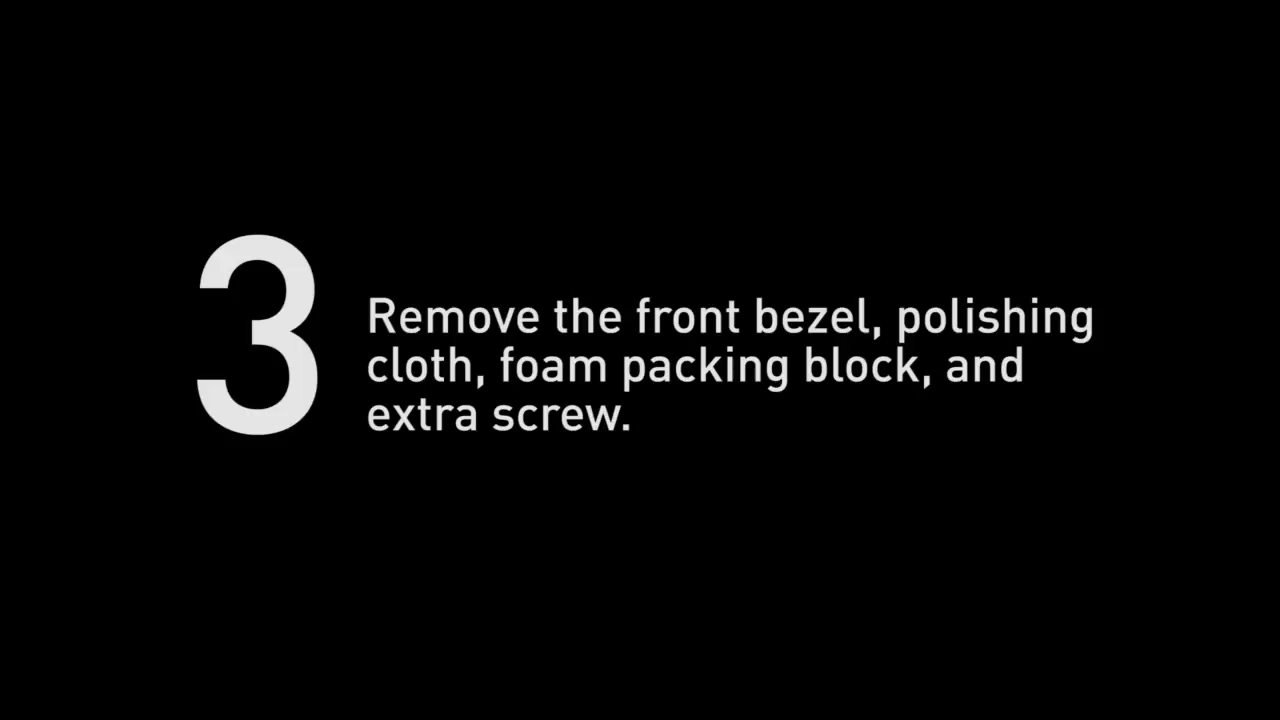 3
Remove the front bezel, polishing
cloth, foam packing block, and
extra screw.